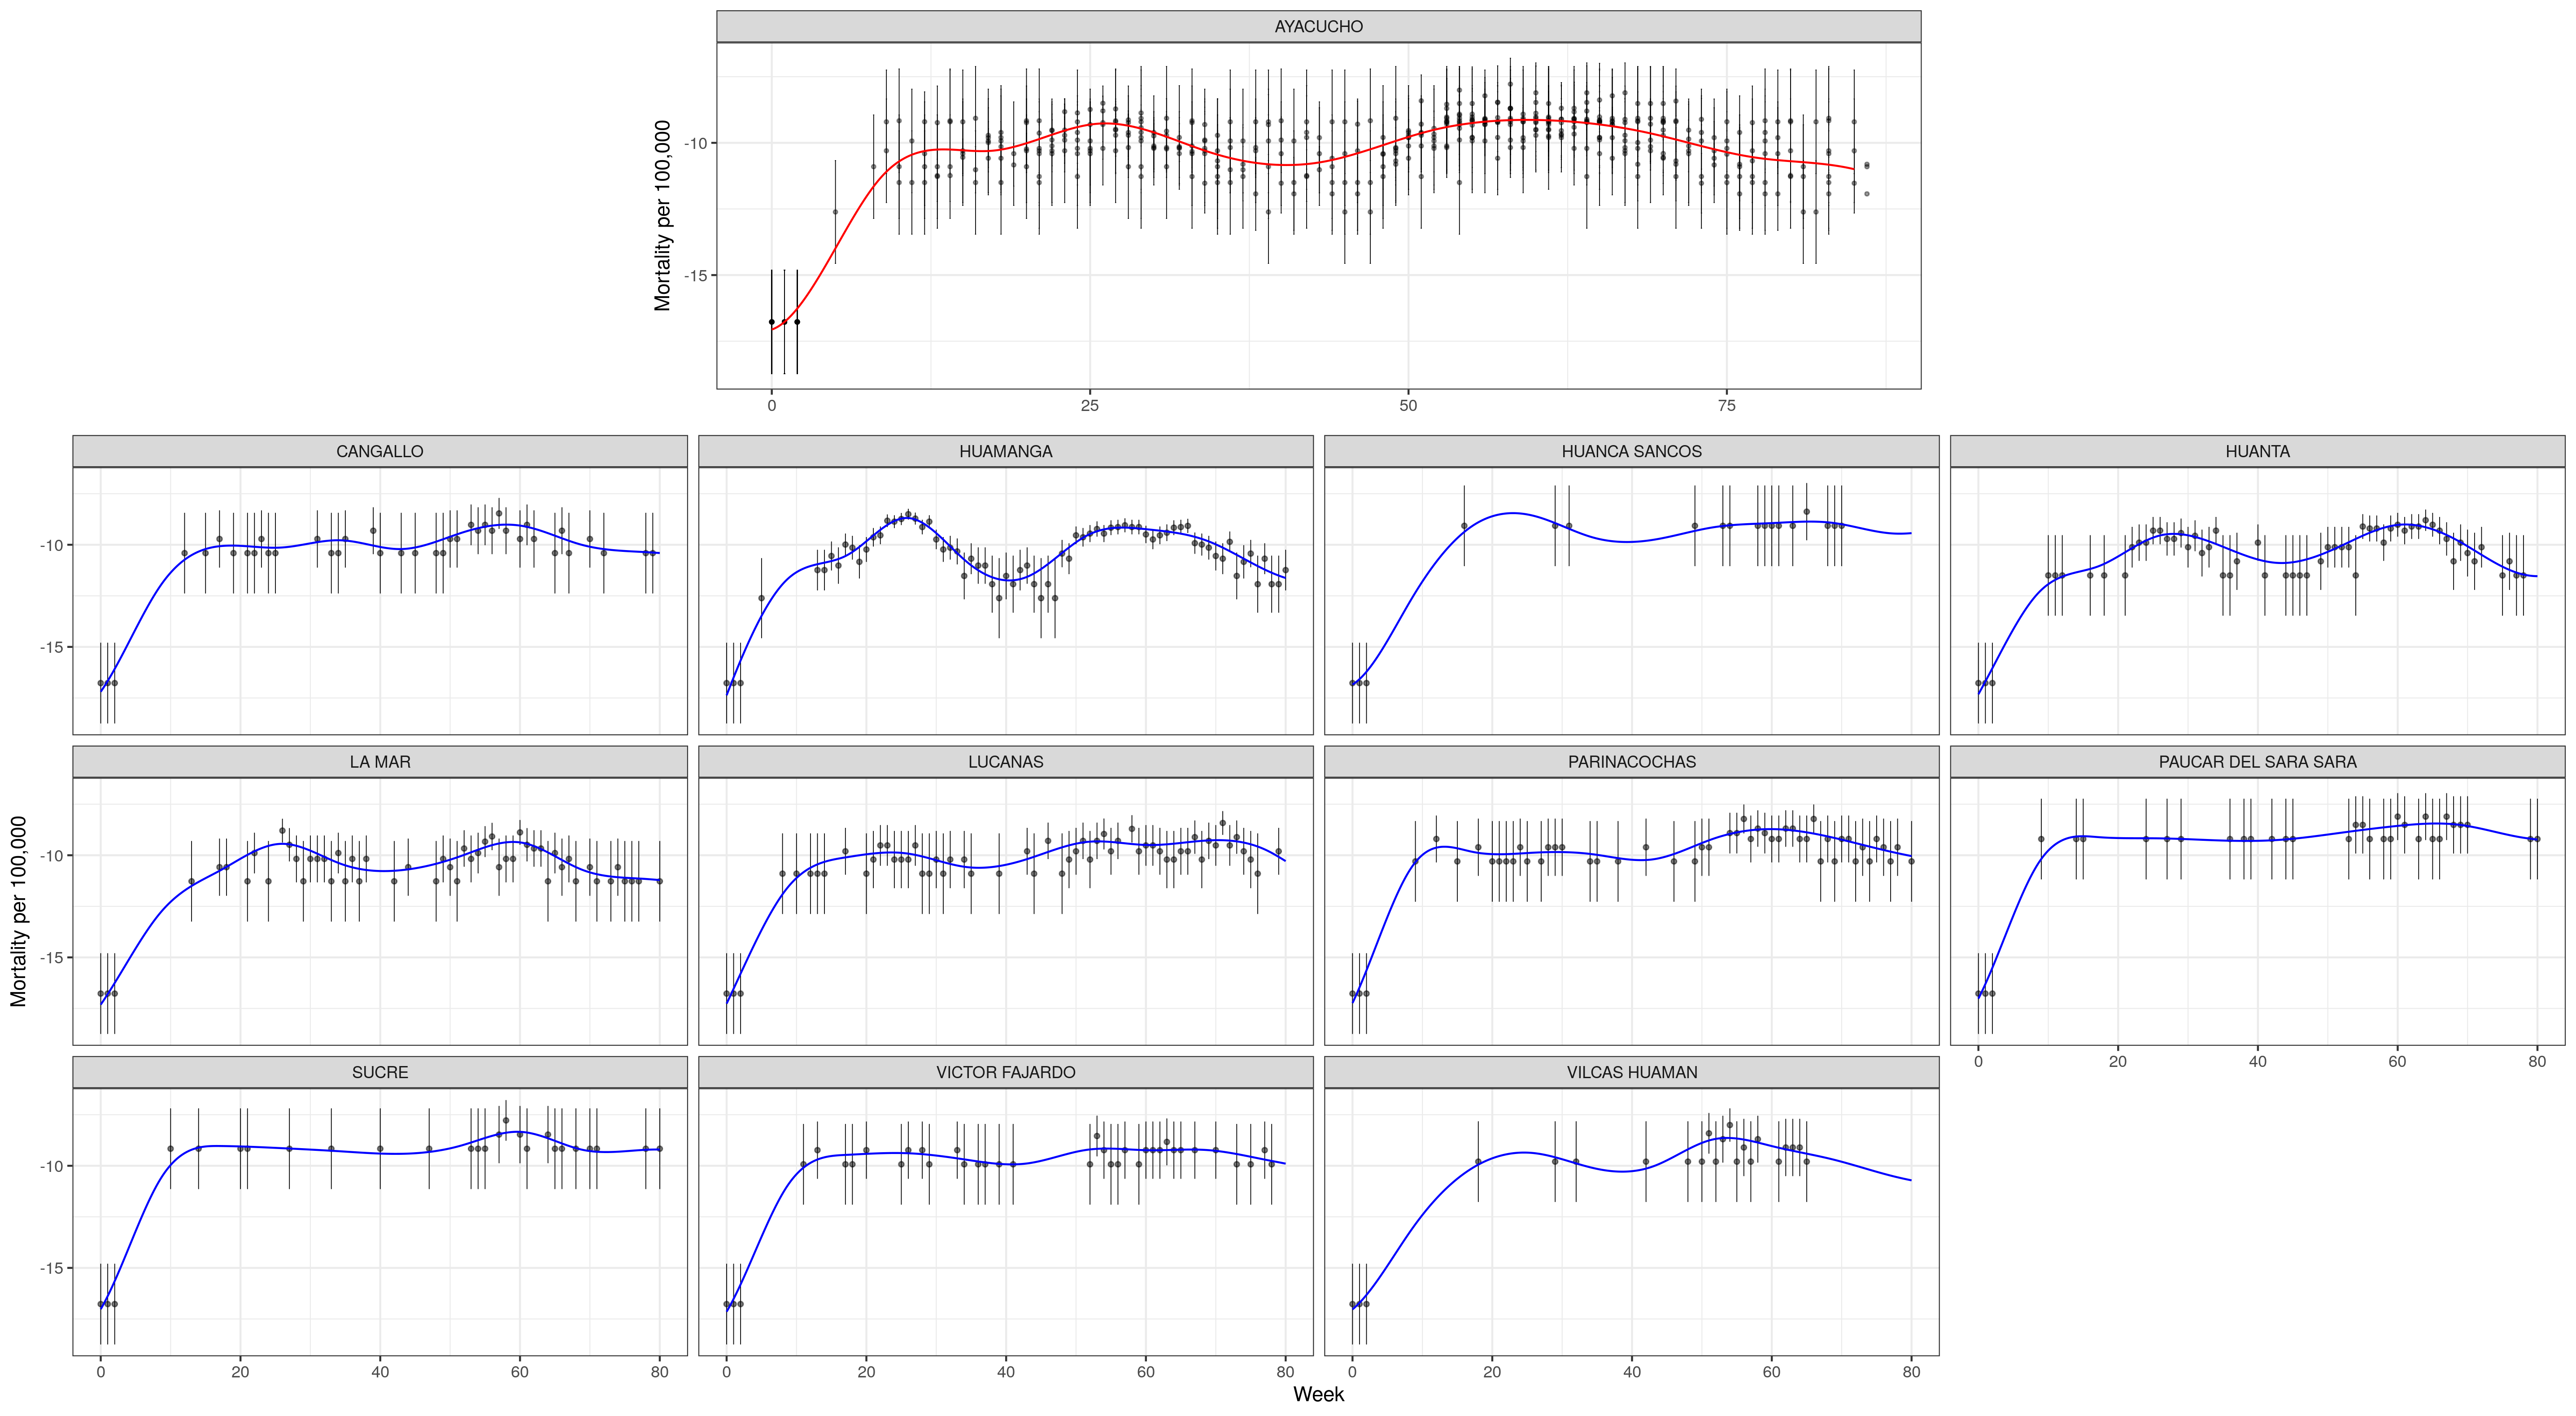 AYACUCHO
Mortality per 100,000
-10
-15
0 25 50 75
CANGALLO HUAMANGA HUANCA SANCOS HUANTA
-10
-15
LA MAR LUCANAS PARINACOCHAS PAUCAR DEL SARA SARA
Mortality per 100,000
-10
-15
0 20 40 60 80
SUCRE VICTOR FAJARDO VILCAS HUAMAN
-10
-15
0 20 40 60 80 0 20 40 60 80 0 20 40 60 80
Week